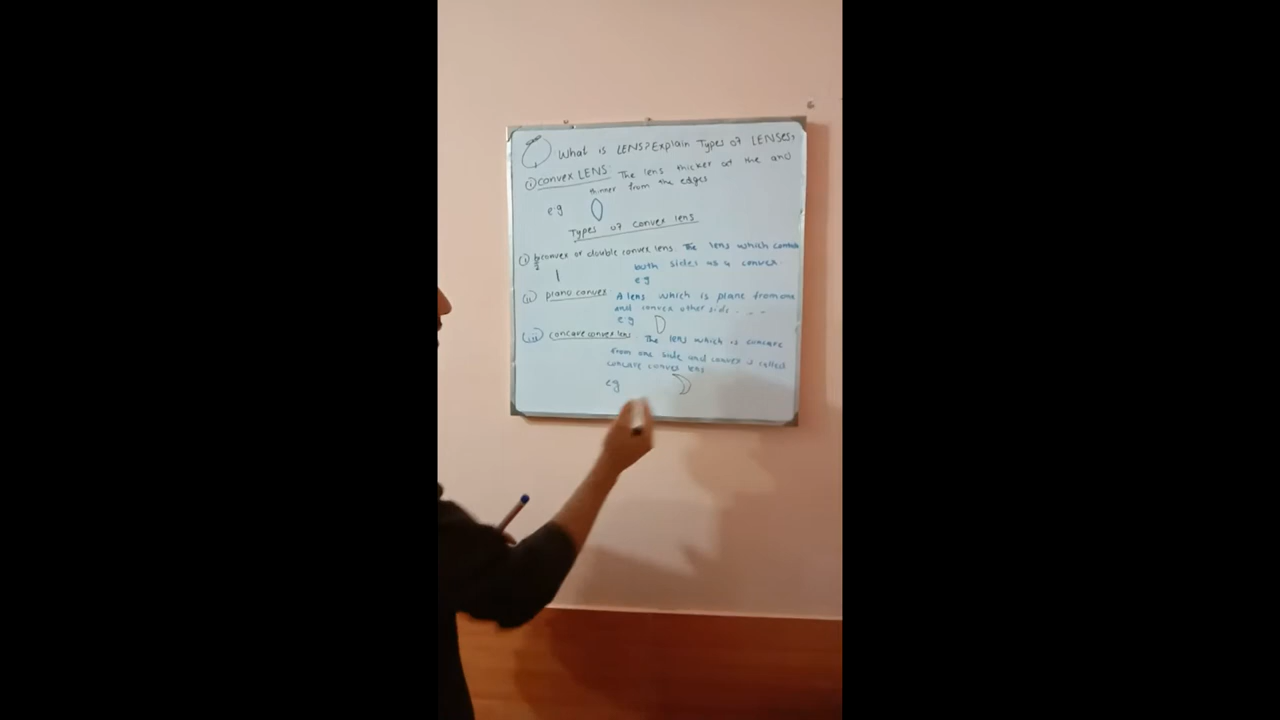 What is LENS? Explain Types of LENSES,
(i) convex LENS: The lens thicker at the and
thinner from the edges
e.g
Types of convex lens
(i) convex or double convex lens: The lens which
both sides as a convex.
eg
(ii) plano convex A lens which is plane from one
and convex other side...
e.g
(iii) concave convex lens: The lens which is concave
from one side and convex is called
concave convex lens
eg